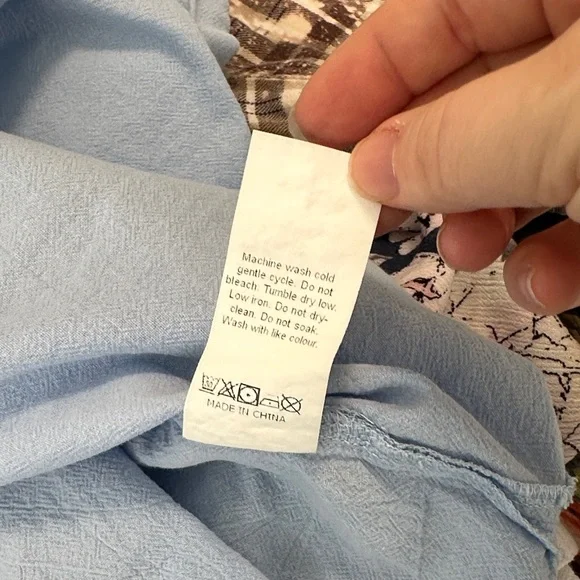 Machine wash cold
gentle cycle. Do not
bleach. Tumble dry low.
Low iron. Do not dry-
clean. Do not soak.
Wash with like colour.
MADE IN CHINA